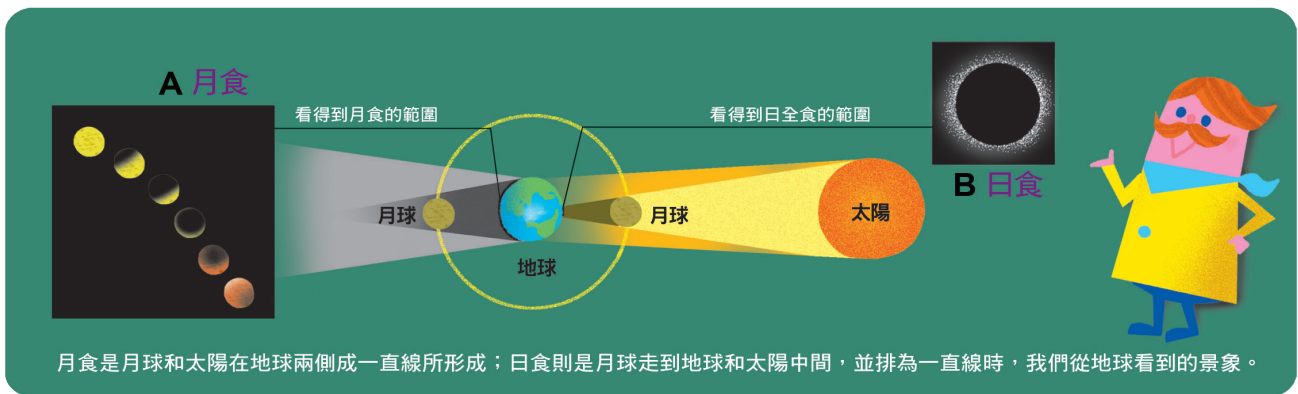 A 月食
B 日食
看得到月食的範圍
看得到日全食的範圍
月球
地球
月球
太陽
月食是月球和太陽在地球兩側成一直線所形成；日食則是月球走到地球和太陽中間，並排為一直線時，我們從地球看到的景象。